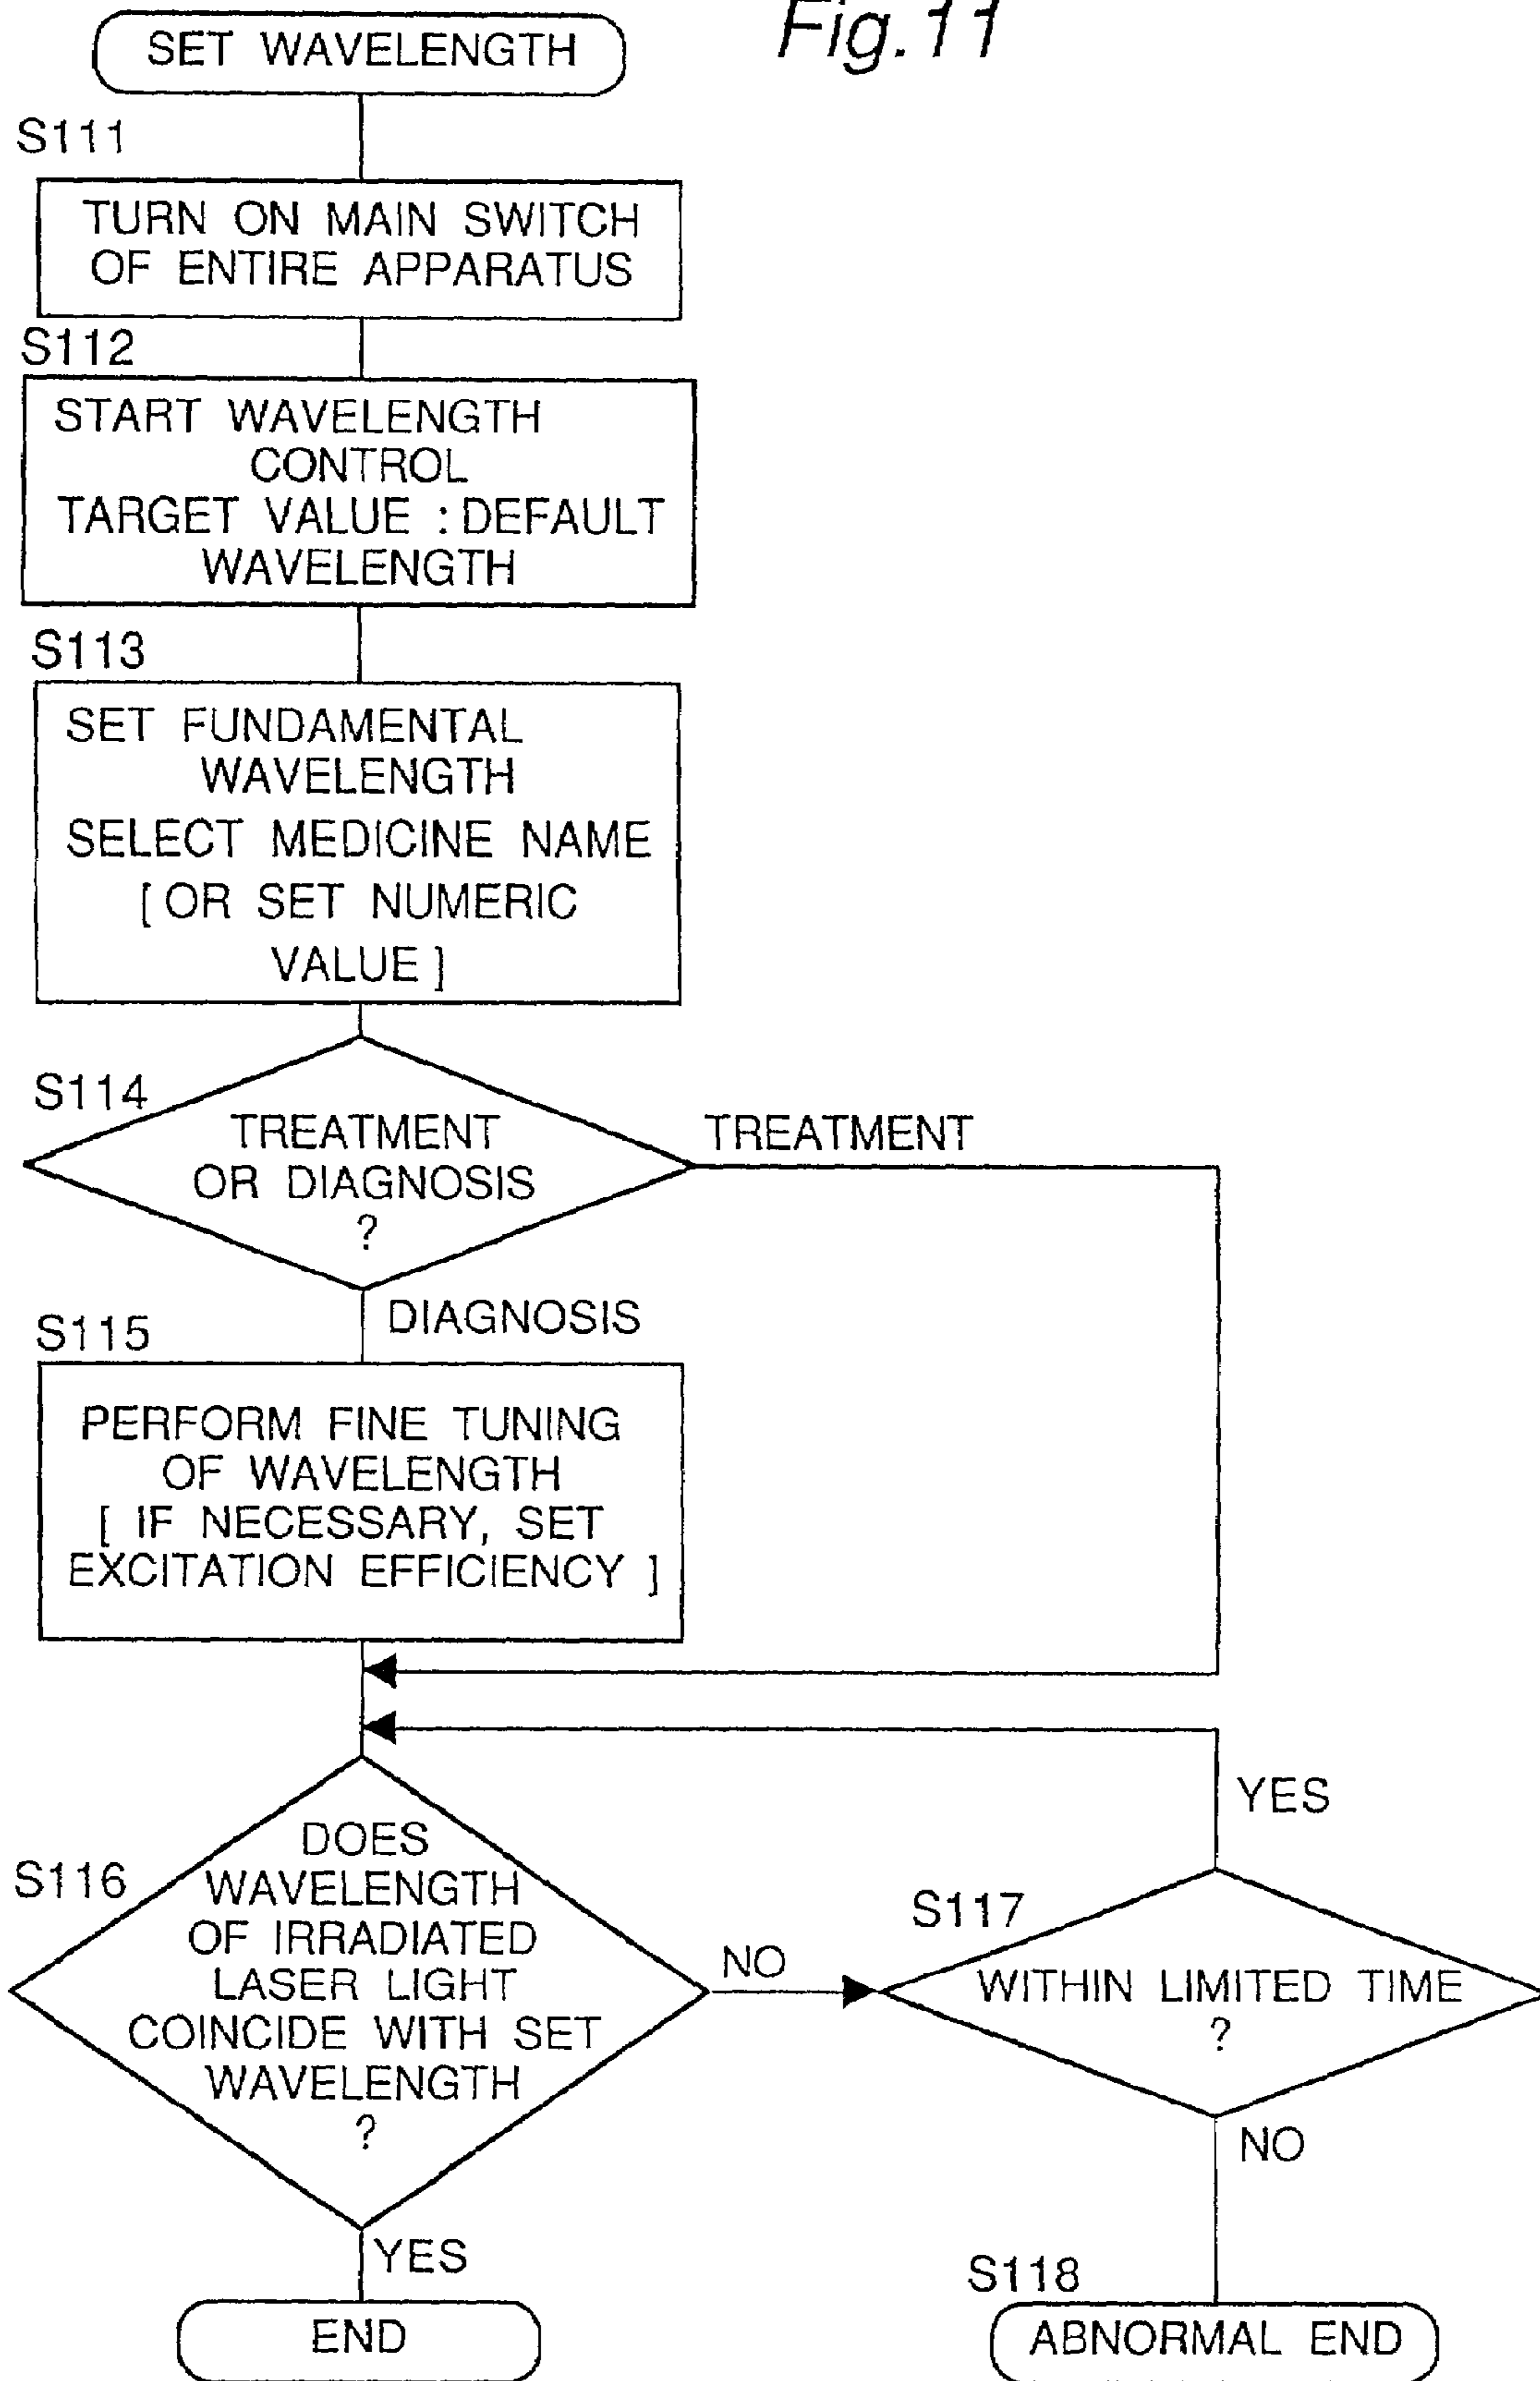 Fig.11
SET WAVELENGTH
S111
TURN ON MAIN SWITCH
OF ENTIRE APPARATUS
S112
START WAVELENGTH
CONTROL
TARGET VALUE : DEFAULT
WAVELENGTH
S113
SET FUNDAMENTAL
WAVELENGTH
SELECT MEDICINE NAME
[ OR SET NUMERIC
VALUE ]
S114
TREATMENT
OR DIAGNOSIS
?
TREATMENT
DIAGNOSIS
S115
PERFORM FINE TUNING
OF WAVELENGTH
[ IF NECESSARY, SET
EXCITATION EFFICIENCY ]
S116
DOES
WAVELENGTH
OF IRRADIATED
LASER LIGHT
COINCIDE WITH SET
WAVELENGTH
?
NO
YES
S117
WITHIN LIMITED TIME
?
NO
YES
END
S118
ABNORMAL END